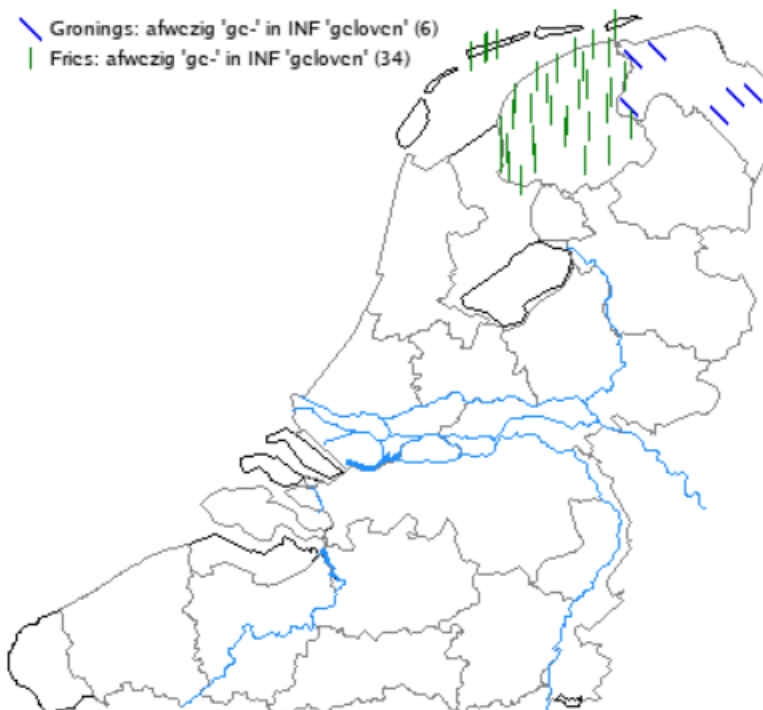 Gronings: afwezig 'ge-' in INF 'geloven' (6)
Fries: afwezig 'ge-' in INF 'geloven' (34)